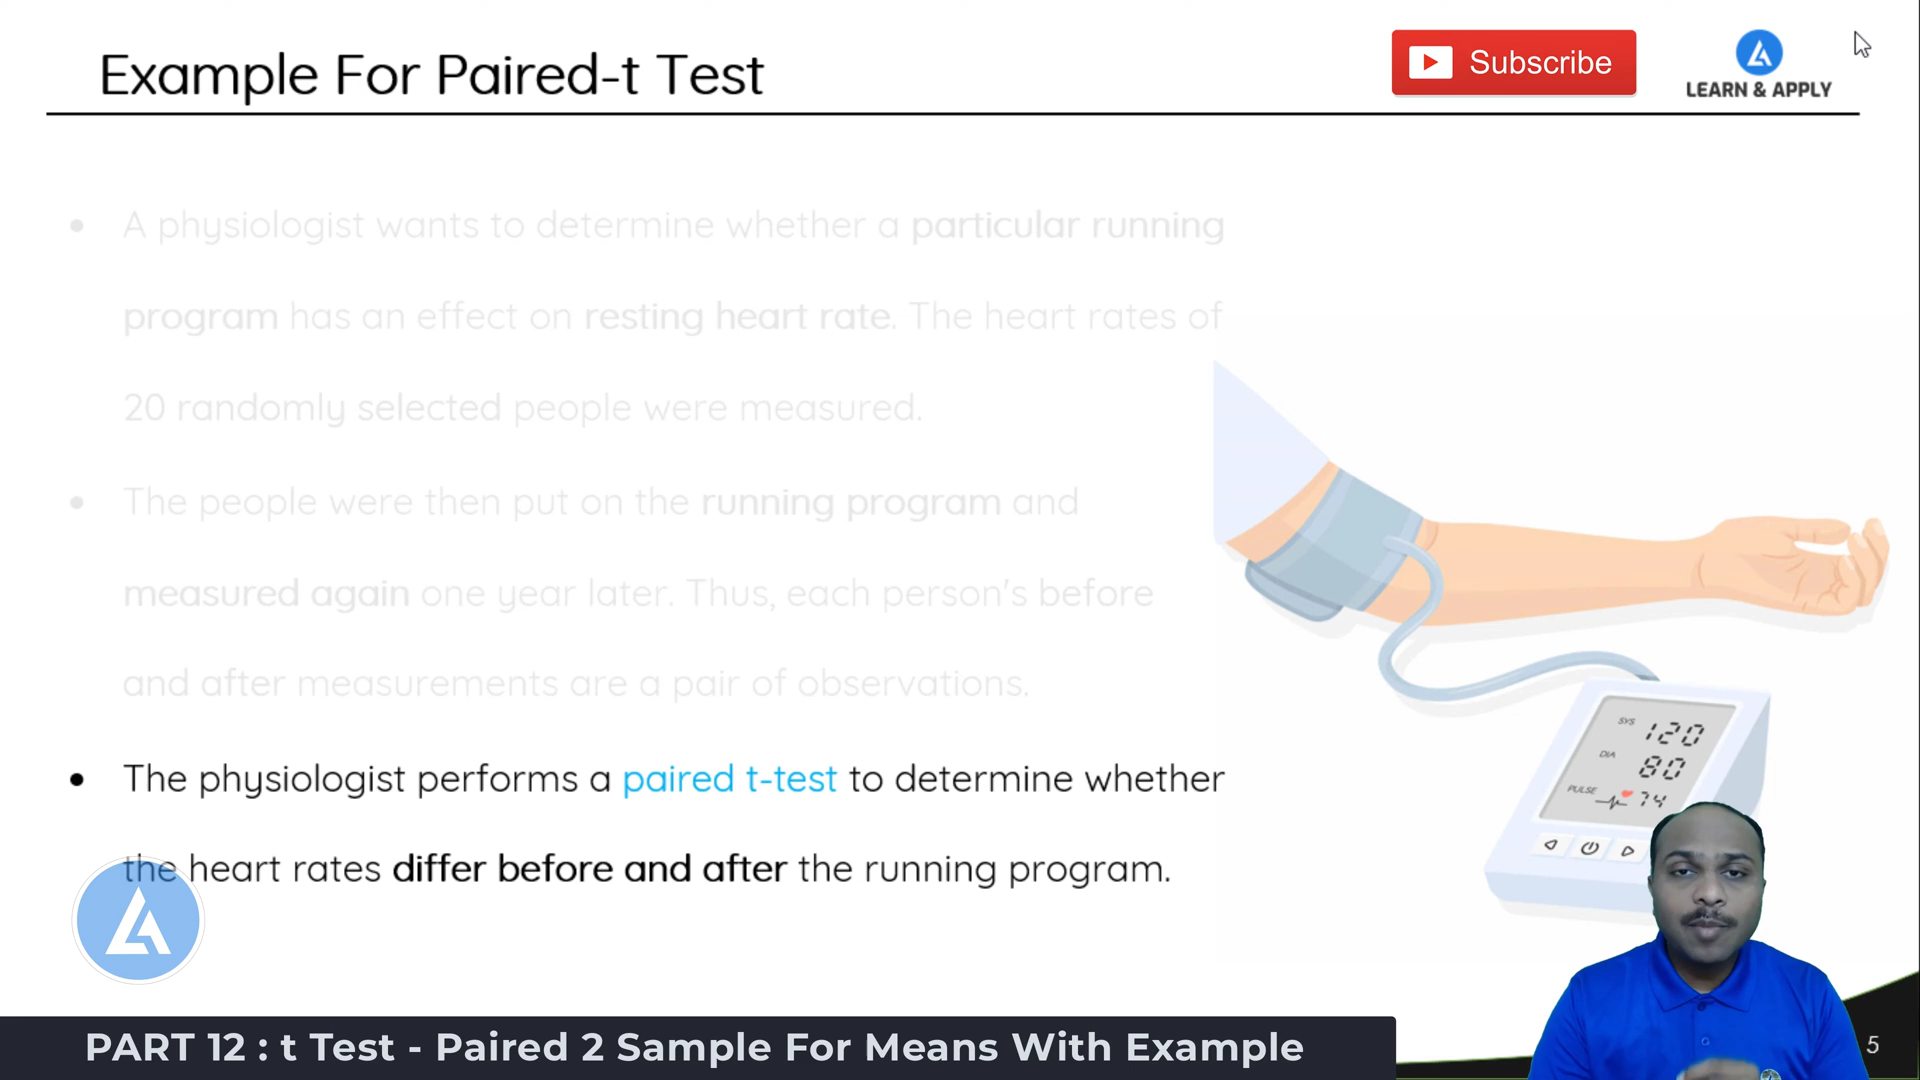 Example For Paired-t Test
Subscribe
LEARN & APPLY
• A physiologist wants to determine whether a particular running
program has an effect on resting heart rate. The heart rates of
20 randomly selected people were measured.
• The people were then put on the running program and
measured again one year later. Thus, each person's before
and after measurements are a pair of observations.
• The physiologist performs a paired t-test to determine whether
the heart rates differ before and after the running program.
SYS 120
DIA 80
PULSE 74
PART 12 : t Test - Paired 2 Sample For Means With Example
5